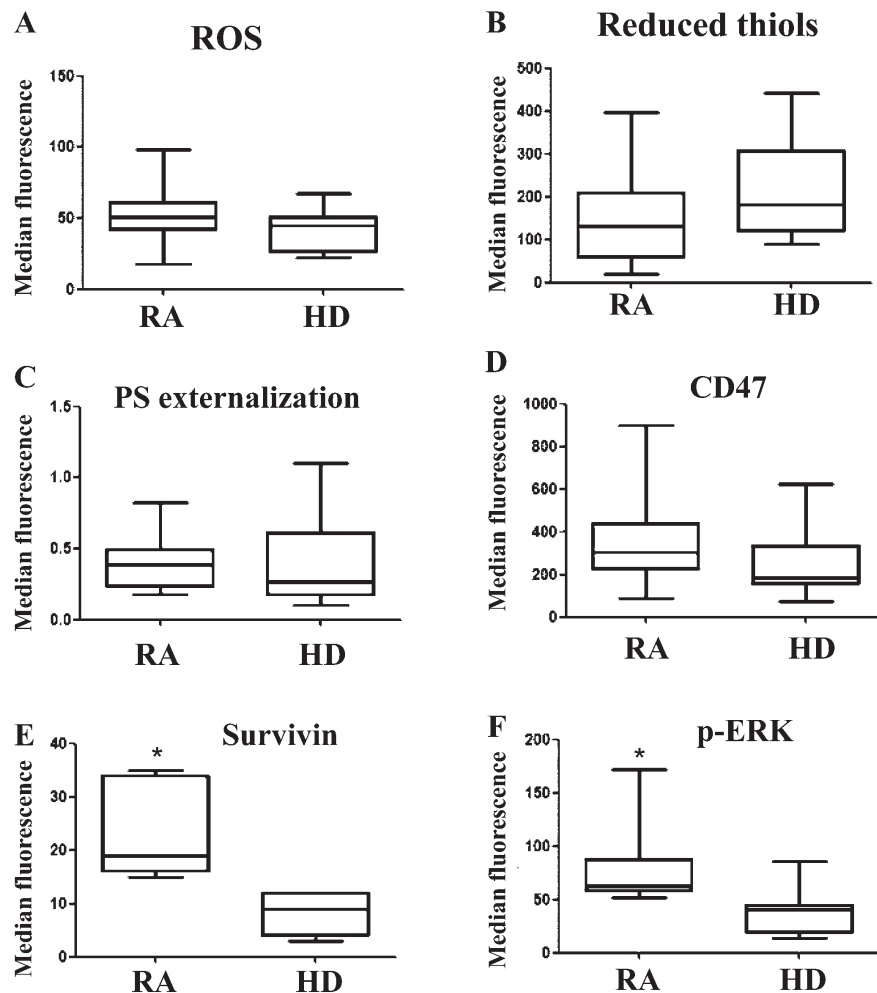 A
ROS
Median fluorescence
150
100
50
0
RA
HD
B
Reduced thiols
Median fluorescence
500
400
300
200
100
0
RA
HD
C
PS externalization
Median fluorescence
1.5
1.0
0.5
0.0
RA
HD
D
CD47
Median fluorescence
1000
800
600
400
200
0
RA
HD
E
Survivin
Median fluorescence
40
30
20
10
0
*
RA
HD
F
p-ERK
Median fluorescence
200
150
100
50
0
*
RA
HD